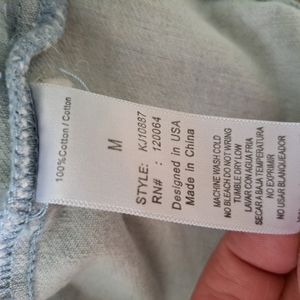 100%Cotton/Cotton
M
STYLE: KJ10887
RN# : 120064
Designed in USA
Made in China
MACHINE WASH COLD
NO BLEACH DO NOT WRING
TUMBLE DRY LOW
LAVAR CON AGUA FRIA
NO EXPRIMIR
SECAR A BAJA TEMPERATURA
NO USAR BLANQUEADOR